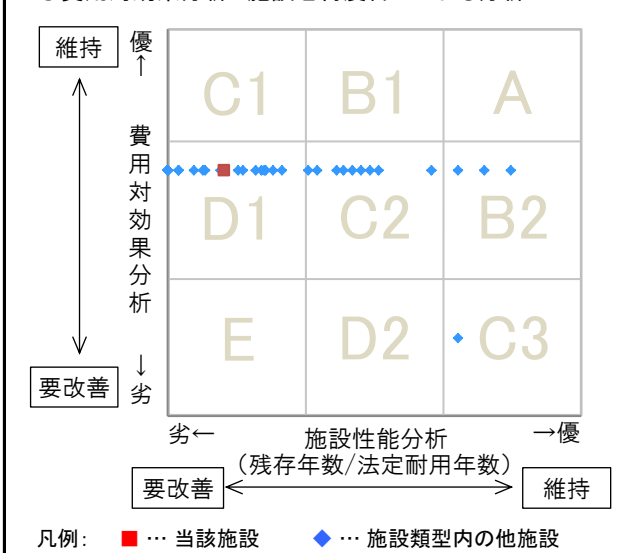 維持
優
↑
C1 B1 A
費用対効果分析
D1 C2 B2
E D2 C3
↓
劣
要改善
劣← 施設性能分析 →優
(残存年数/法定耐用年数)
要改善 維持
凡例: ■ … 当該施設 ◆ … 施設類型内の他施設